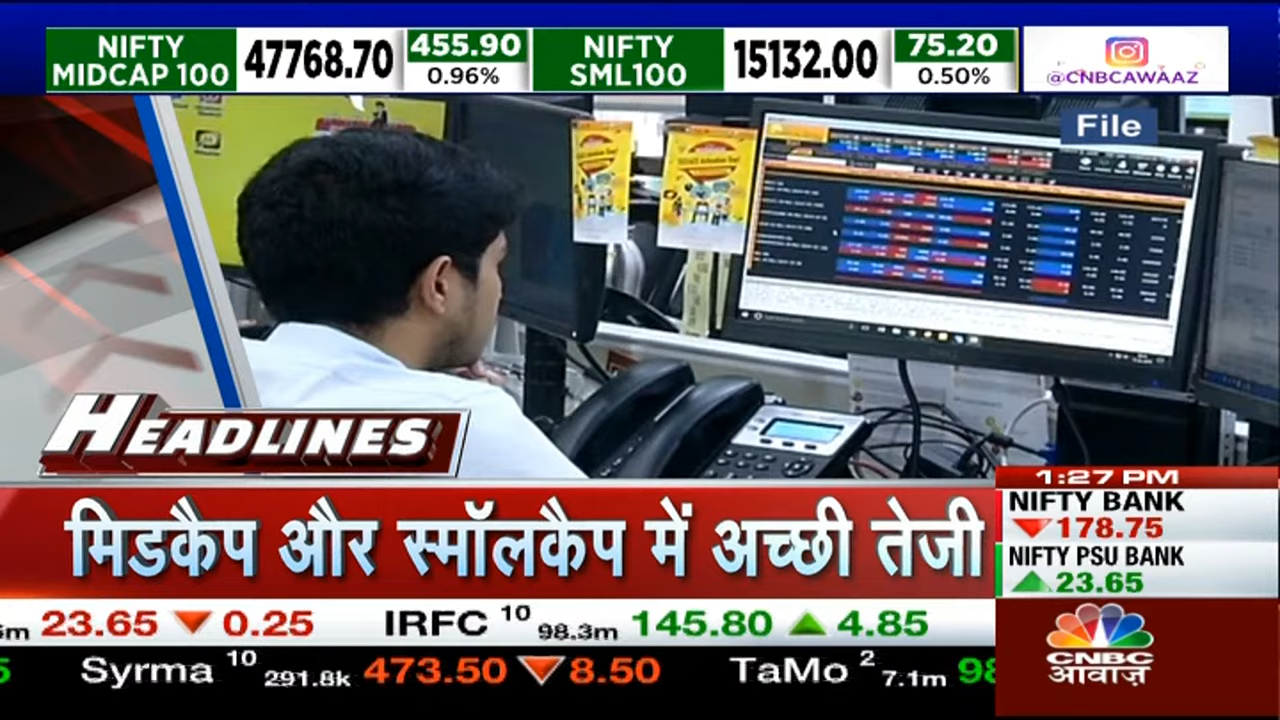 NIFTY MIDCAP 100
47768.70
455.90
0.96%
NIFTY SML100
15132.00
75.20
0.50%
@CNBCAWAAZ
File
HEADLINES
मिडकैप और स्मॉलकैप में अच्छी तेजी
1:27 PM
NIFTY BANK
▼178.75
NIFTY PSU BANK
▲23.65
23.65 ▼ 0.25 IRFC 10 98.3m 145.80 ▲ 4.85
Syrma 10 291.8k 473.50 ▼ 8.50 TaMo 2 7.1m 98
CNBC
आवाज़